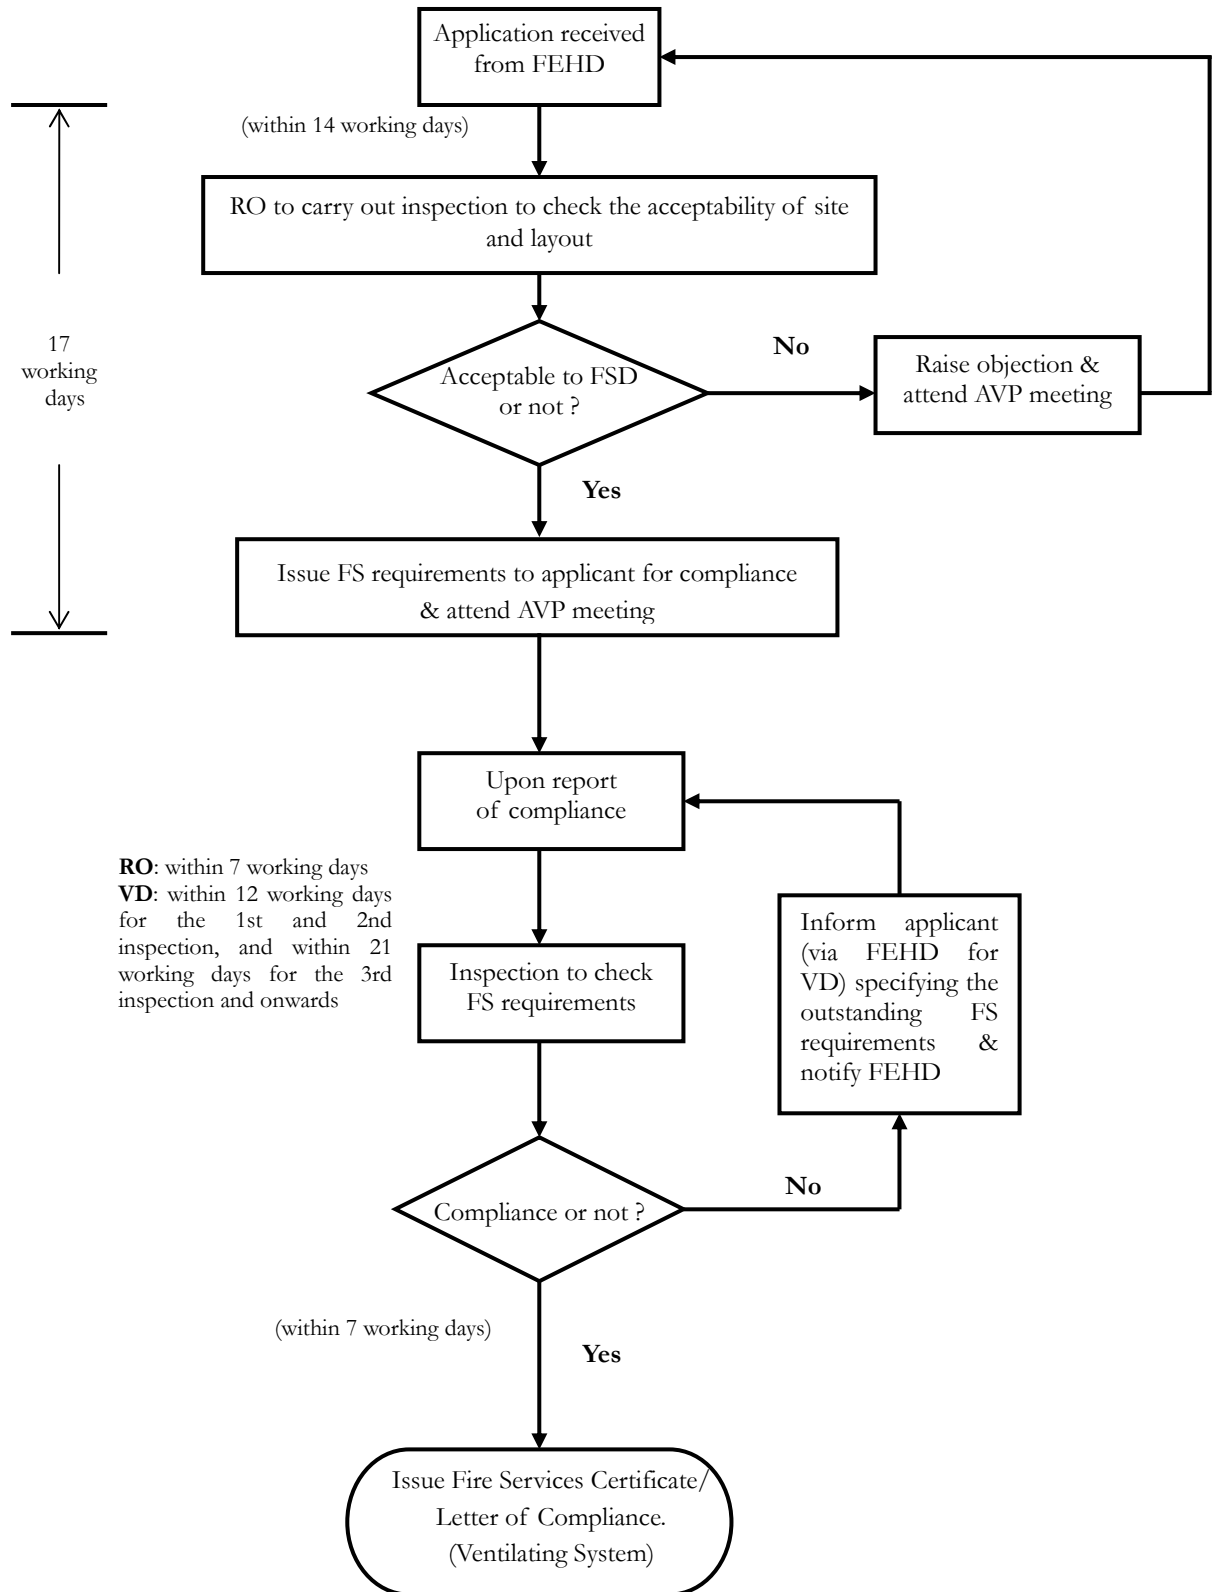 Application received
from FEHD
(within 14 working days)
RO to carry out inspection to check the acceptability of site
and layout
17
working
days
Acceptable to FSD
or not ?
No
Raise objection &
attend AVP meeting
Yes
Issue FS requirements to applicant for compliance
& attend AVP meeting
Upon report
of compliance
RO: within 7 working days
VD: within 12 working days
for the 1st and 2nd
inspection, and within 21
working days for the 3rd
inspection and onwards
Inspection to check
FS requirements
Inform applicant
(via FEHD for
VD) specifying the
outstanding FS
requirements &
notify FEHD
Compliance or not ?
No
(within 7 working days)
Yes
Issue Fire Services Certificate/
Letter of Compliance.
(Ventilating System)